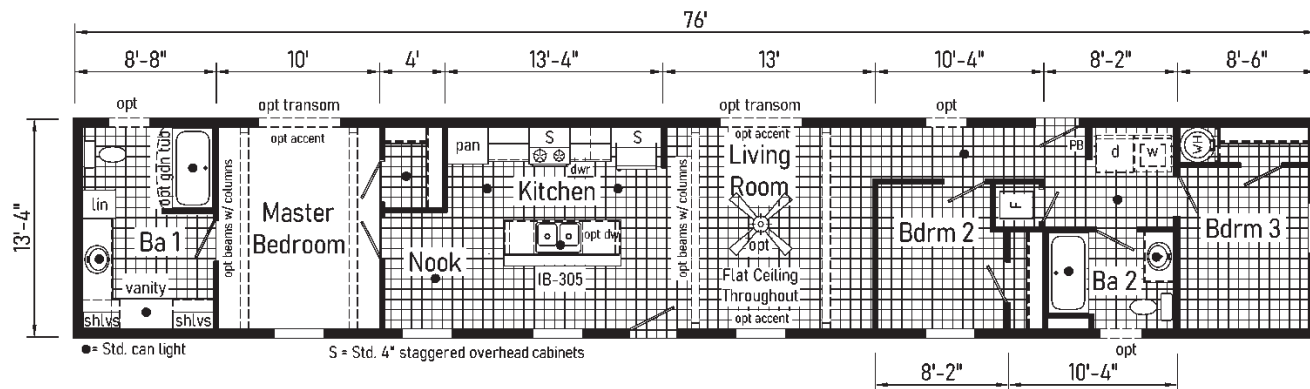 76'
8'-8" 10' 4' 13'-4" 13' 10'-4" 8'-2" 8'-6"
opt opt transom opt transom opt
13'-4"
opt gdn tub
lin
Ba 1
vanity
shlvs shlvs
opt accent
Master
Bedroom
opt beams w/ columns
Nook
pan S S
dwr
Kitchen
opt dw
IB-305
opt beams w/ columns
opt accent
Living
Room
opt
Flat Ceiling
Throughout
opt accent
Bdrm 2
F
PB
d w
Ba 2
WH
Bdrm 3
= Std. can light
S = Std. 4" staggered overhead cabinets
opt
8'-2" 10'-4"